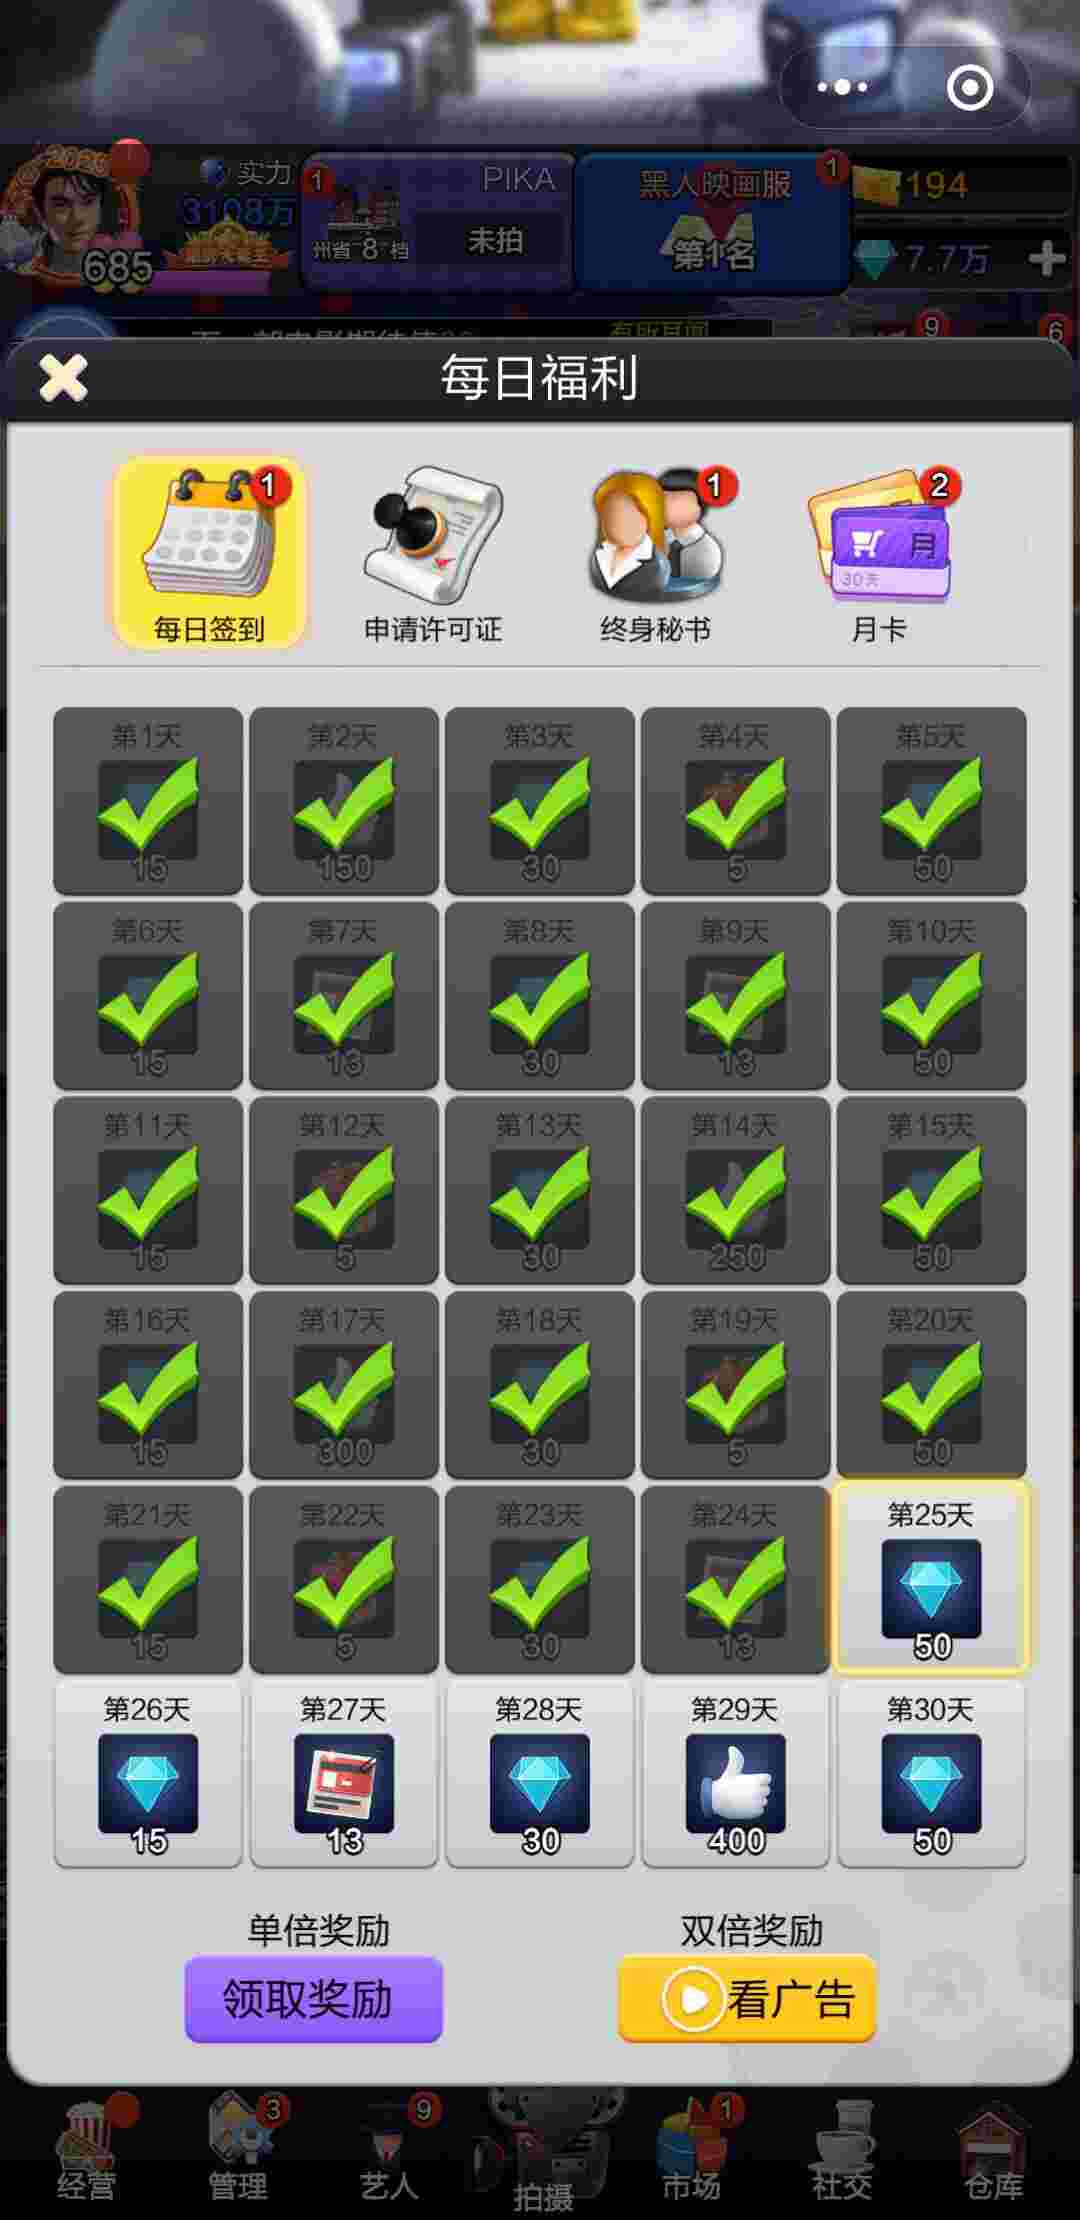 2020
实力
3108万
685
1
PIKA
州省 8 档
未拍
黑人映画服
第1名
1
194
7.7万
9
6
每日福利
1
每日签到
申请许可证
1
终身秘书
2
月
30天
月卡
第1天
15
第2天
150
第3天
30
第4天
5
第5天
50
第6天
15
第7天
13
第8天
30
第9天
13
第10天
50
第11天
15
第12天
5
第13天
30
第14天
250
第15天
50
第16天
15
第17天
300
第18天
30
第19天
5
第20天
50
第21天
15
第22天
5
第23天
30
第24天
13
第25天
50
第26天
15
第27天
13
第28天
30
第29天
400
第30天
50
单倍奖励
双倍奖励
领取奖励
看广告
经营
3
管理
9
艺人
拍摄
1
市场
社交
仓库